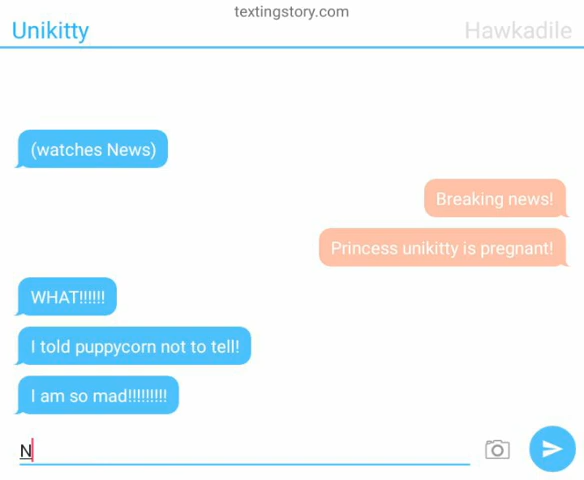 textingstory.com
Unikitty
Hawkadile
(watches News)
Breaking news!
Princess unikitty is pregnant!
WHAT!!!!!!
I told puppycorn not to tell!
I am so mad!!!!!!!!!
N